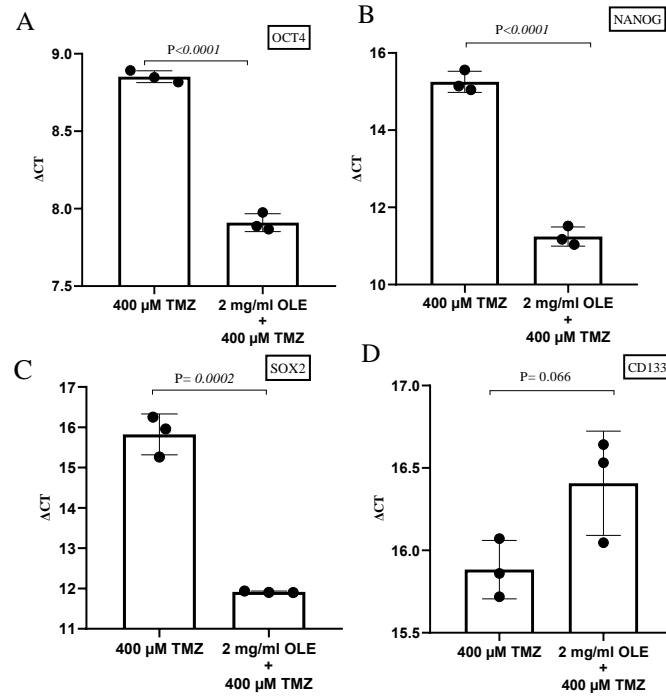 A
OCT4
P<0.0001
9.0
8.5
8.0
7.5
ΔCT
400 µM TMZ
2 mg/ml OLE
+
400 µM TMZ
B
NANOG
P<0.0001
16
14
12
10
ΔCT
400 µM TMZ
2 mg/ml OLE
+
400 µM TMZ
C
SOX2
P= 0.0002
17
16
15
14
13
12
11
ΔCT
400 µM TMZ
2 mg/ml OLE
+
400 µM TMZ
D
CD133
P= 0.066
17.0
16.5
16.0
15.5
ΔCT
400 µM TMZ
2 mg/ml OLE
+
400 µM TMZ